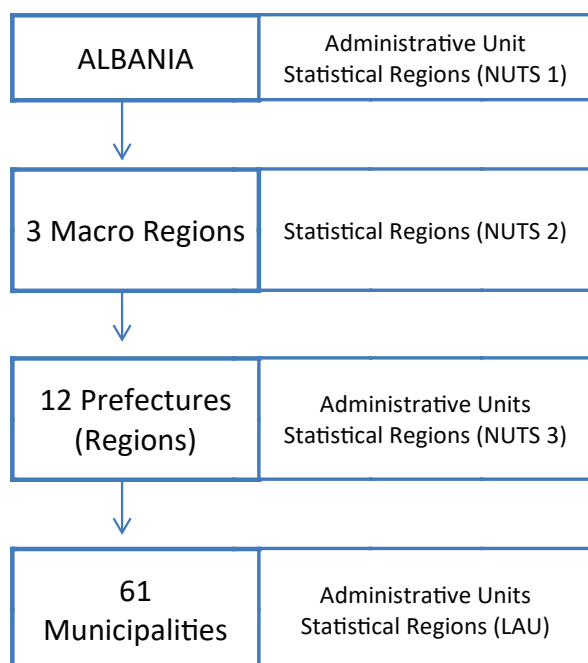 ALBANIA
Administrative Unit
Statistical Regions (NUTS 1)
3 Macro Regions
Statistical Regions (NUTS 2)
12 Prefectures
(Regions)
Administrative Units
Statistical Regions (NUTS 3)
61
Municipalities
Administrative Units
Statistical Regions (LAU)